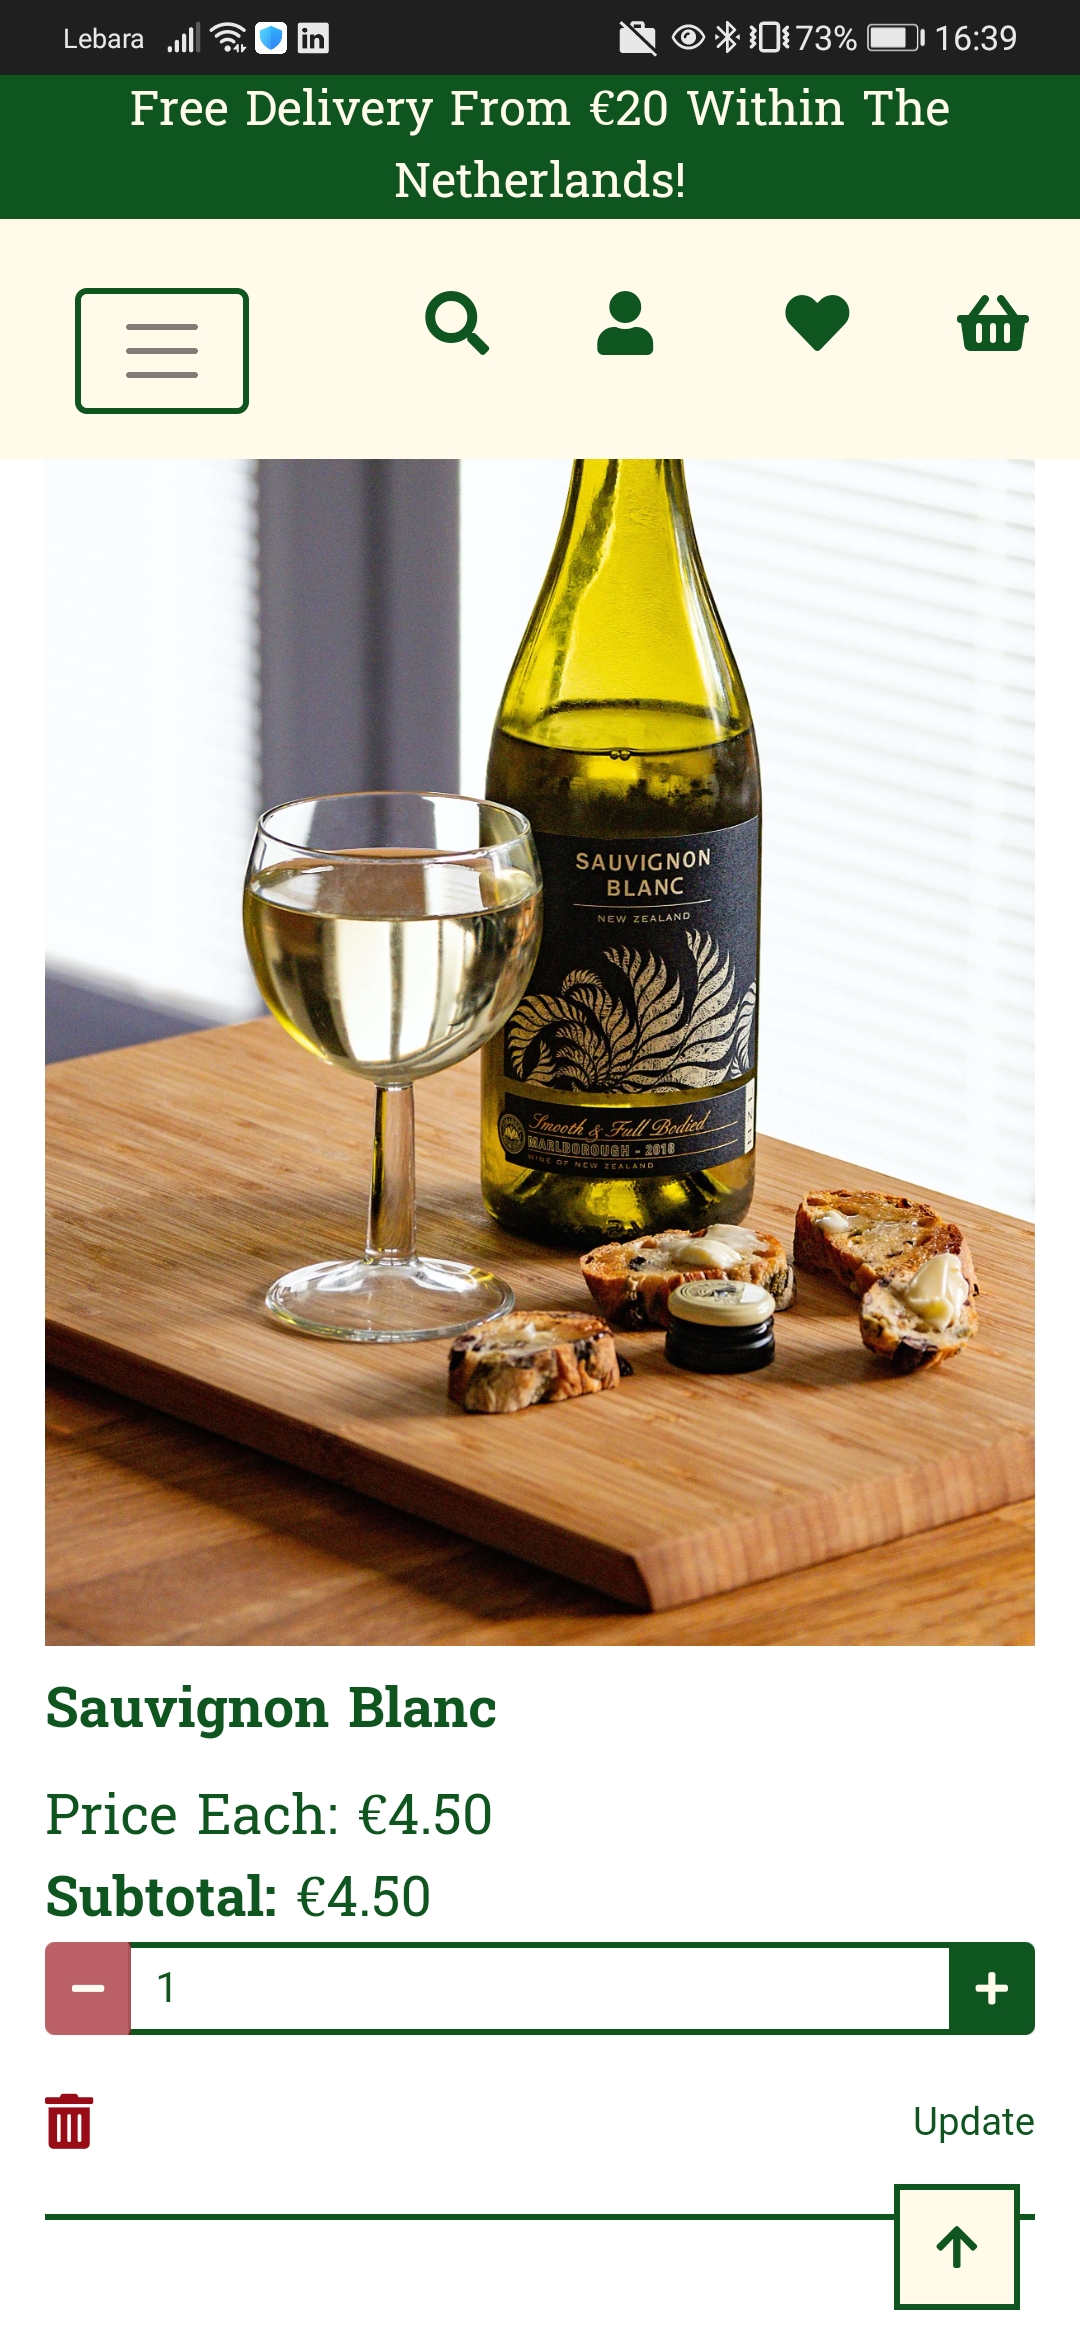 Lebara 73% 16:39
Free Delivery From €20 Within The
Netherlands!
SAUVIGNON
BLANC
NEW ZEALAND
Smooth & Full Bodied
MARLBOROUGH - 2018
WINE OF NEW ZEALAND
Sauvignon Blanc
Price Each: €4.50
Subtotal: €4.50
1
Update